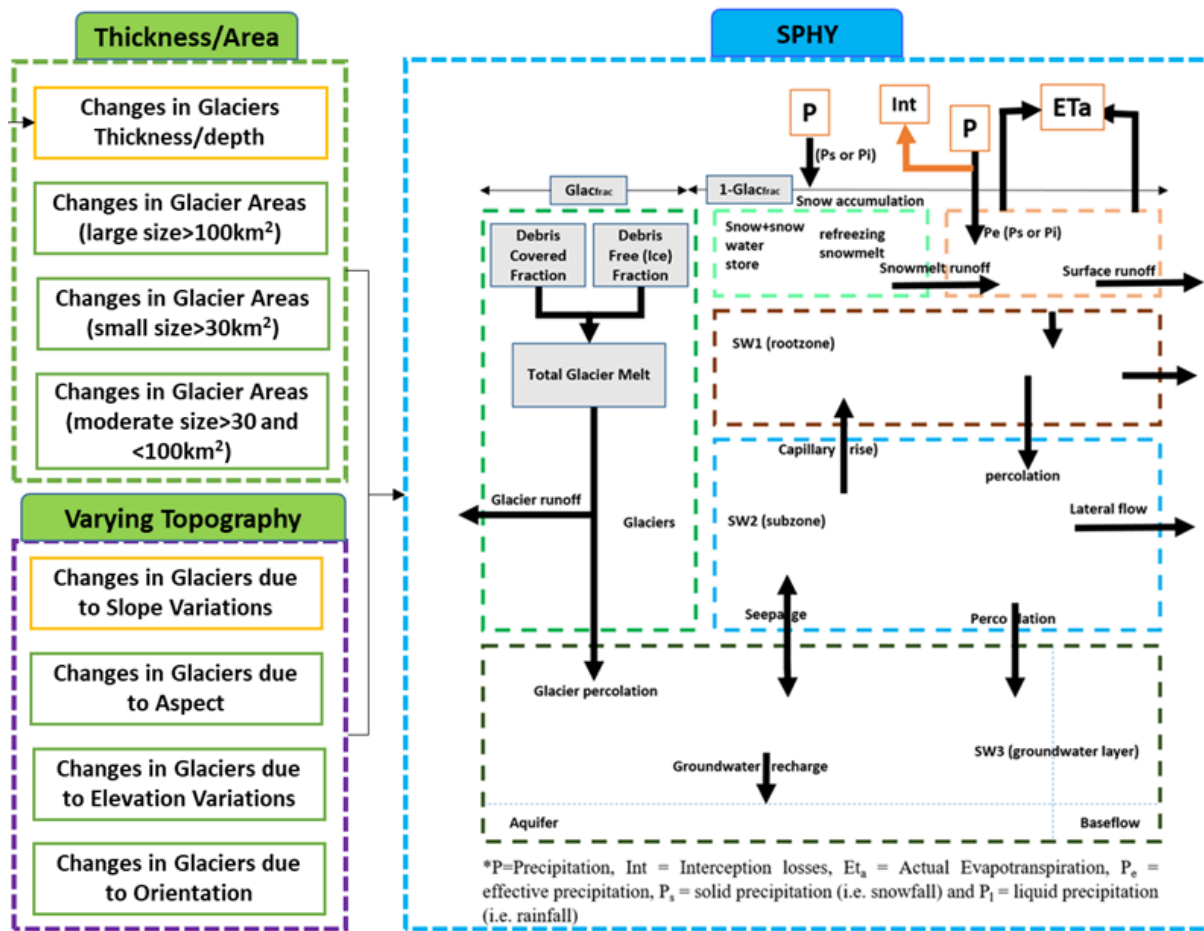 Thickness/Area
Changes in Glaciers
Thickness/depth
Changes in Glacier Areas
(large size>100km²)
Changes in Glacier Areas
(small size>30km²)
Changes in Glacier Areas
(moderate size>30 and
<100km²)
Varying Topography
Changes in Glaciers due
to Slope Variations
Changes in Glaciers due
to Aspect
Changes in Glaciers due
to Elevation Variations
Changes in Glaciers due
to Orientation
SPHY
P
Int
P
ETa
(Ps or Pi)
Glacfrac
1-Glacfrac
Snow accumulation
Debris
Covered
Fraction
Debris
Free (Ice)
Fraction
Snow+snow
water
store
refreezing
snowmelt
Pe (Ps or Pi)
Snowmelt runoff
Surface runoff
Total Glacier Melt
SW1 (rootzone)
Capillary rise)
percolation
Glacier runoff
Glaciers
SW2 (subzone)
Lateral flow
Seepange
Percolation
Glacier percolation
SW3 (groundwater layer)
Groundwater recharge
Aquifer
Baseflow
*P=Precipitation, Int = Interception losses, Etₐ = Actual Evapotranspiration, Pₑ =
effective precipitation, Pₛ = solid precipitation (i.e. snowfall) and Pₗ = liquid precipitation
(i.e. rainfall)